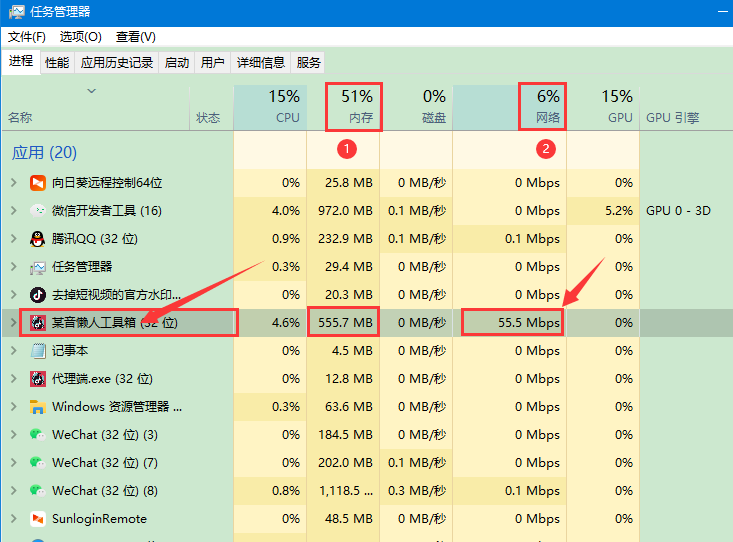 任务管理器
文件(F) 选项(O) 查看(V)
进程 性能 应用历史记录 启动 用户 详细信息 服务
15% 51% 0% 6% 15%
名称 状态 CPU 内存 磁盘 网络 GPU GPU 引擎
1 2
应用 (20)
向日葵远程控制64位 0% 25.8 MB 0 MB/秒 0 Mbps 0%
微信开发者工具 (16) 4.0% 972.0 MB 0.1 MB/秒 0 Mbps 5.2% GPU 0 - 3D
腾讯QQ (32 位) 0.9% 232.9 MB 0.1 MB/秒 0.1 Mbps 0%
任务管理器 0.3% 29.4 MB 0 MB/秒 0 Mbps 0%
去掉短视频的官方水印... 0% 20.3 MB 0 MB/秒 0 Mbps 0%
某音懒人工具箱 (32 位) 4.6% 555.7 MB 0 MB/秒 55.5 Mbps 0%
记事本 0% 4.5 MB 0 MB/秒 0 Mbps 0%
代理端.exe (32 位) 0% 12.8 MB 0 MB/秒 0 Mbps 0%
Windows 资源管理器 ... 0.3% 63.6 MB 0 MB/秒 0 Mbps 0%
WeChat (32 位) (3) 0% 184.5 MB 0 MB/秒 0 Mbps 0%
WeChat (32 位) (7) 0% 202.0 MB 0.1 MB/秒 0 Mbps 0%
WeChat (32 位) (8) 0.8% 1,118.5 ... 0.3 MB/秒 0.1 Mbps 0%
SunloginRemote 0% 48.5 MB 0 MB/秒 0 Mbps 0%